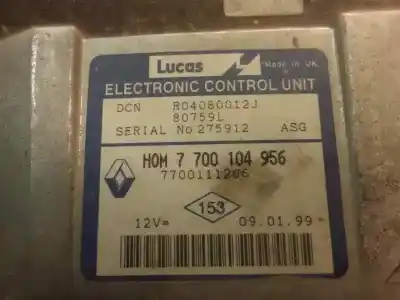 Lucas Made in UK
ELECTRONIC CONTROL UNIT
DCN R04080012J
80759L
SERIAL No 275912 ASG
HOM 7 700 104 956
7700111206
153
12V= 09.01.99